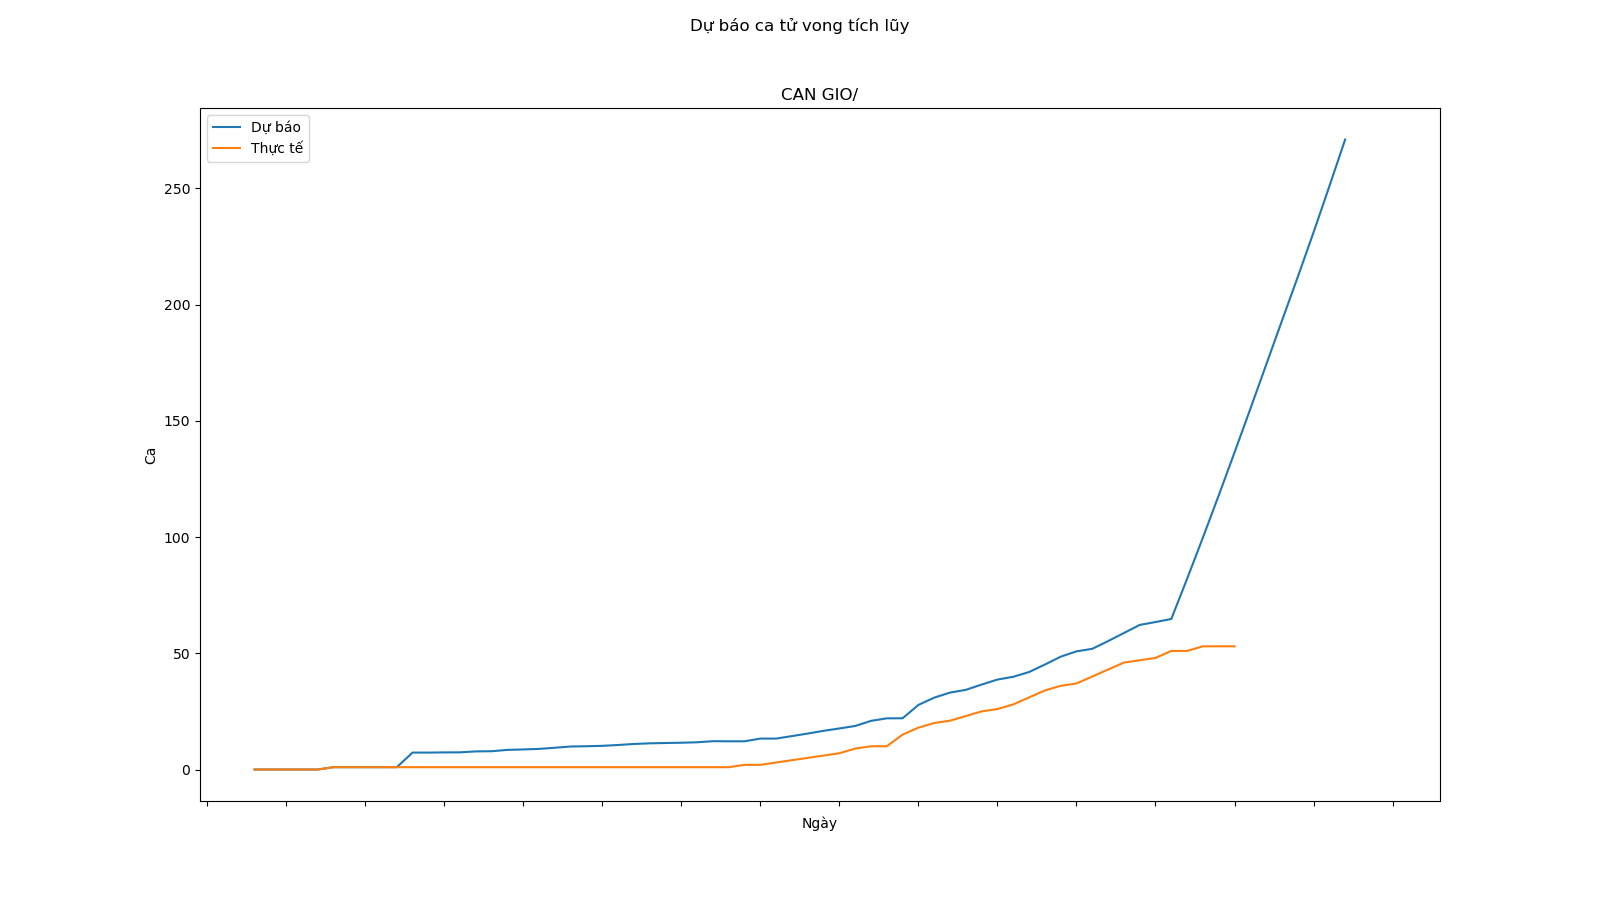 Dự báo ca tử vong tích lũy
CAN GIO/
Dự báo
Thực tế
250
200
150
100
50
0
Ca
Ngày